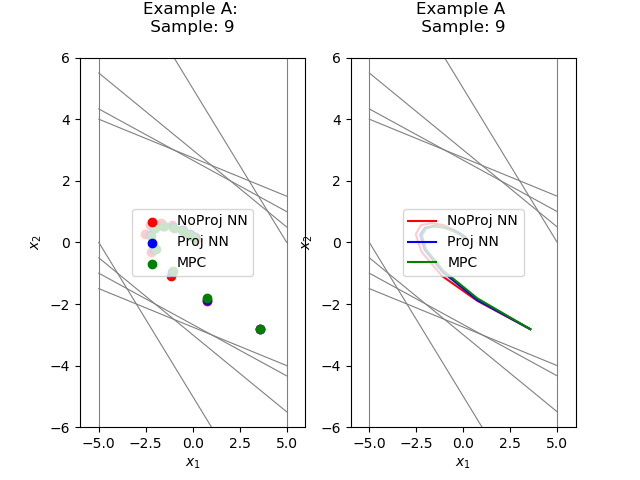 Example A:
Sample: 9
6
4
2
0
−2
−4
−6
x₂
−5.0
−2.5
0.0
2.5
5.0
x₁
NoProj NN
Proj NN
MPC
Example A
Sample: 9
6
4
2
0
−2
−4
−6
x₂
−5.0
−2.5
0.0
2.5
5.0
x₁
NoProj NN
Proj NN
MPC